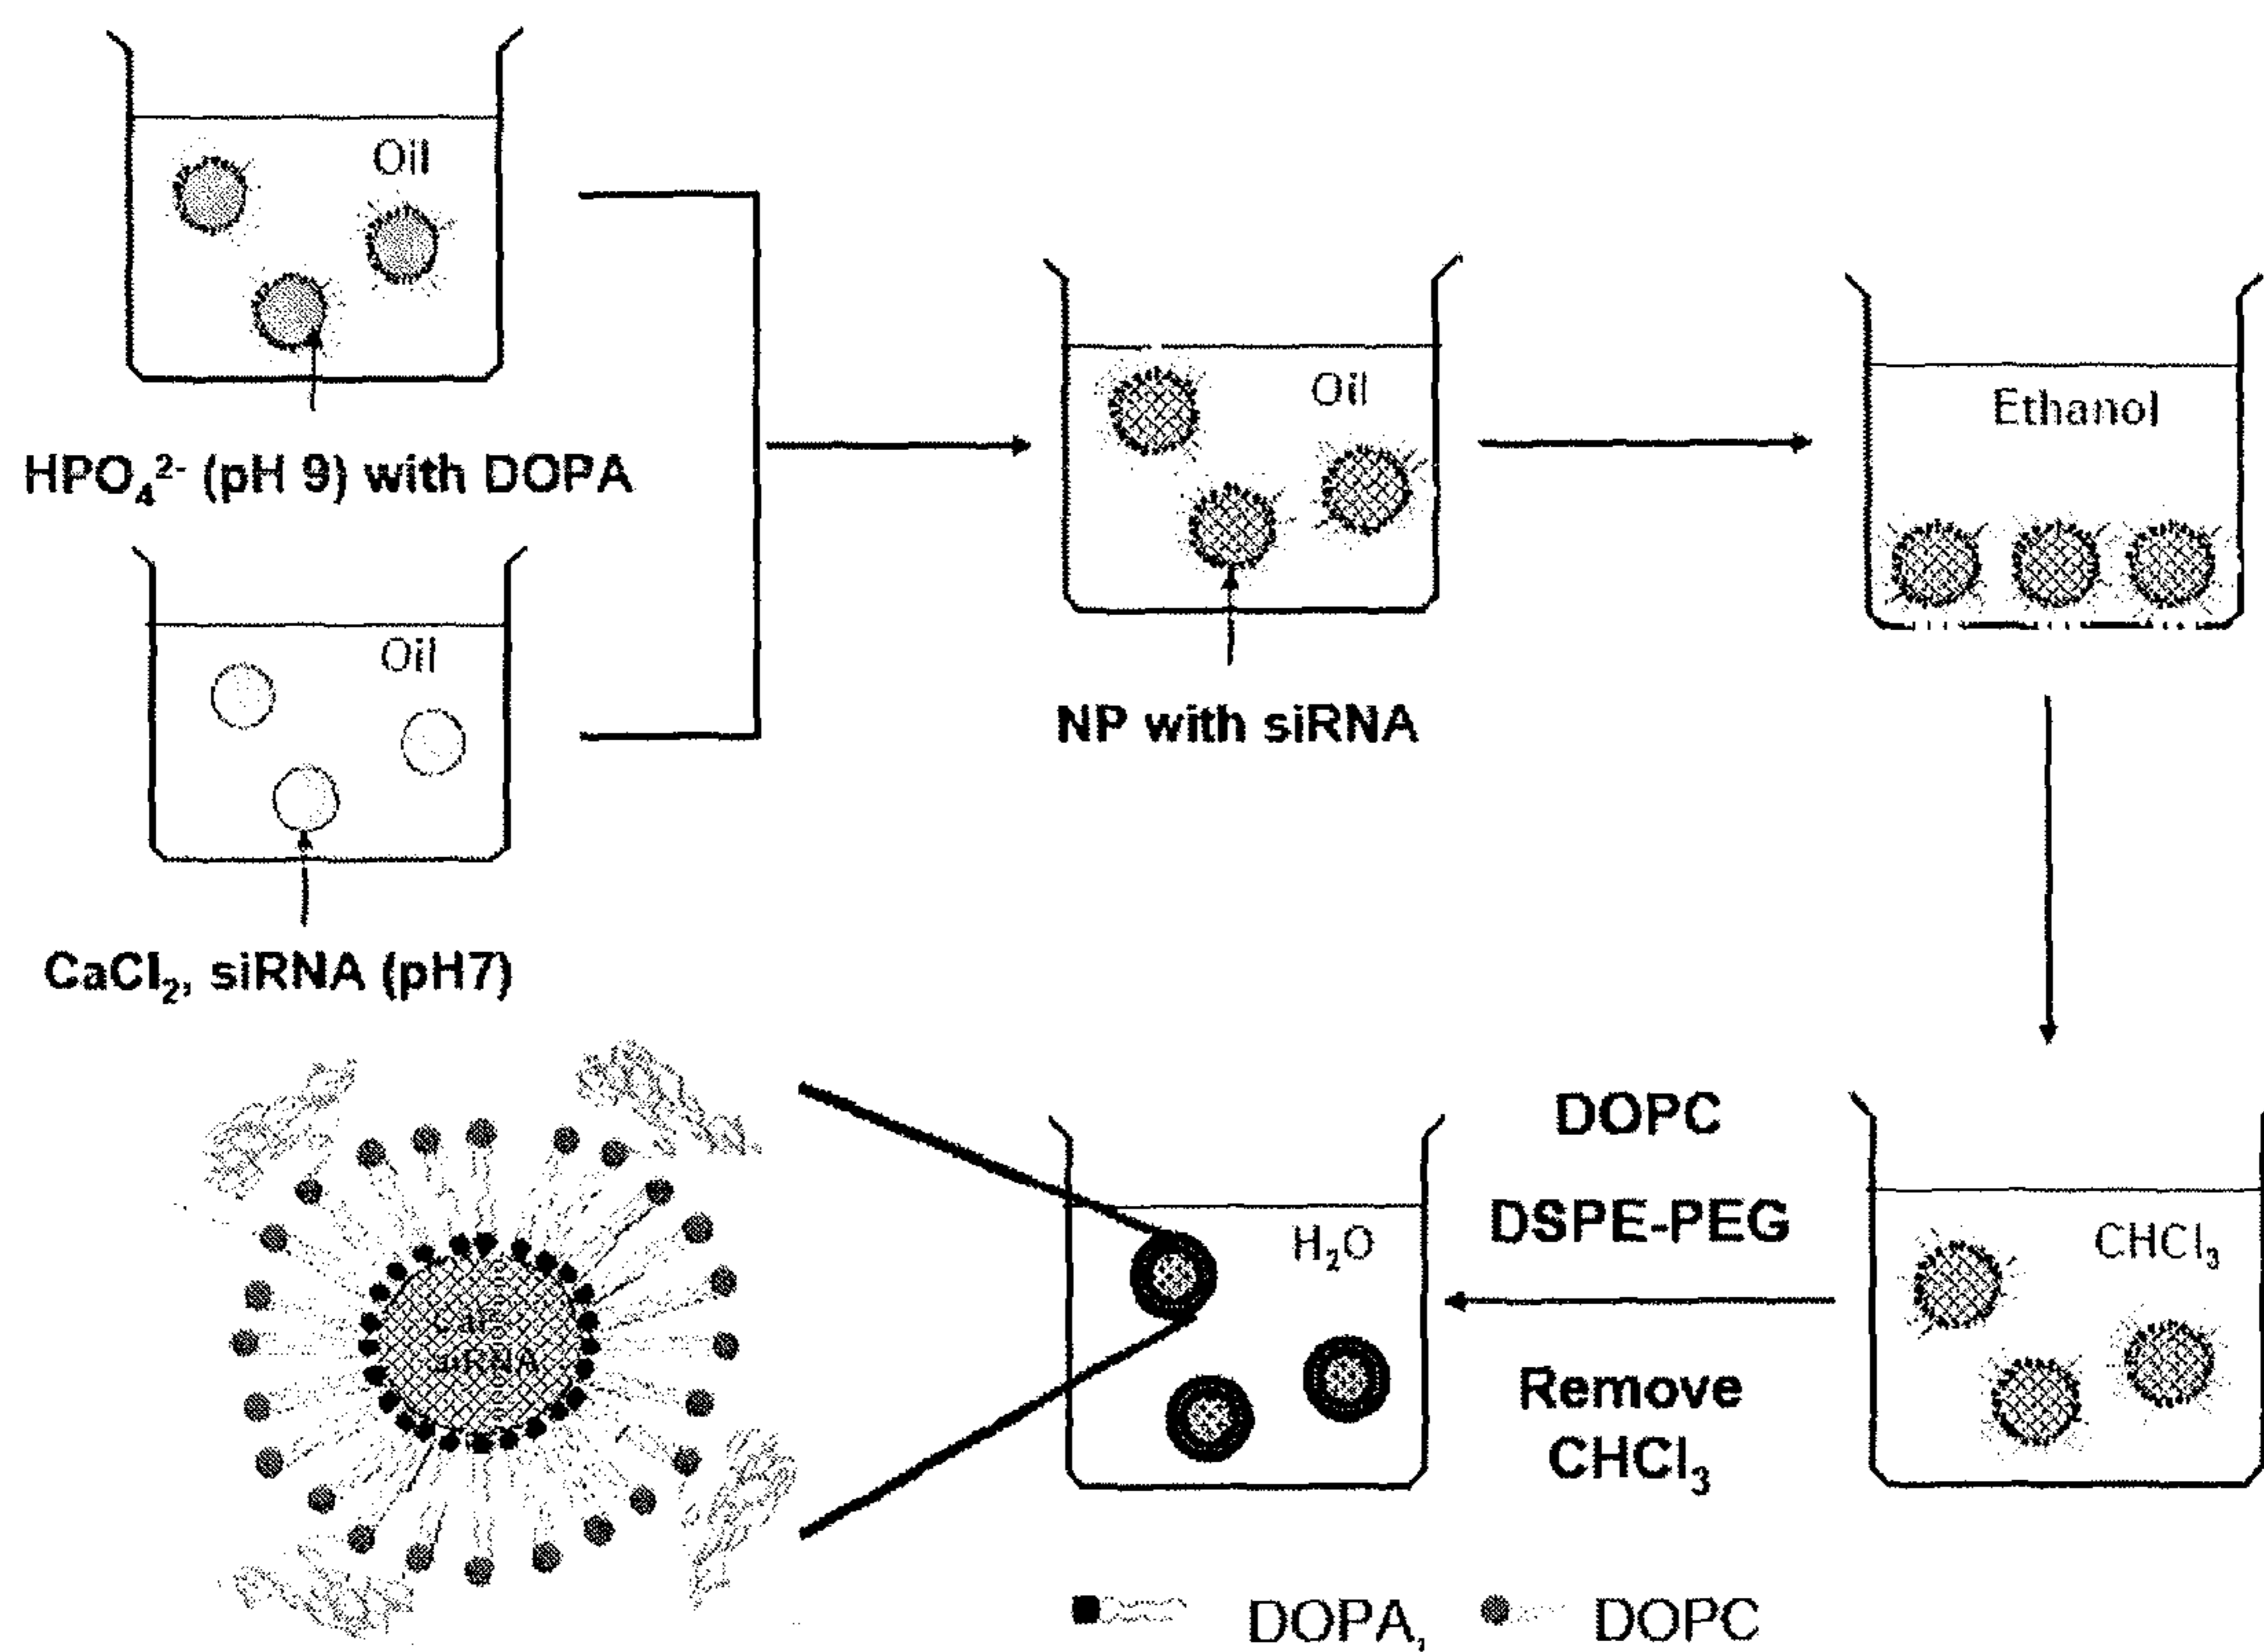 Oil
HPO₄²⁻ (pH 9) with DOPA
Oil
CaCl₂, siRNA (pH7)
Oil
NP with siRNA
Ethanol
CHCl₃
DOPC
DSPE-PEG
Remove
CHCl₃
H₂O
siRNA
DOPA, DOPC